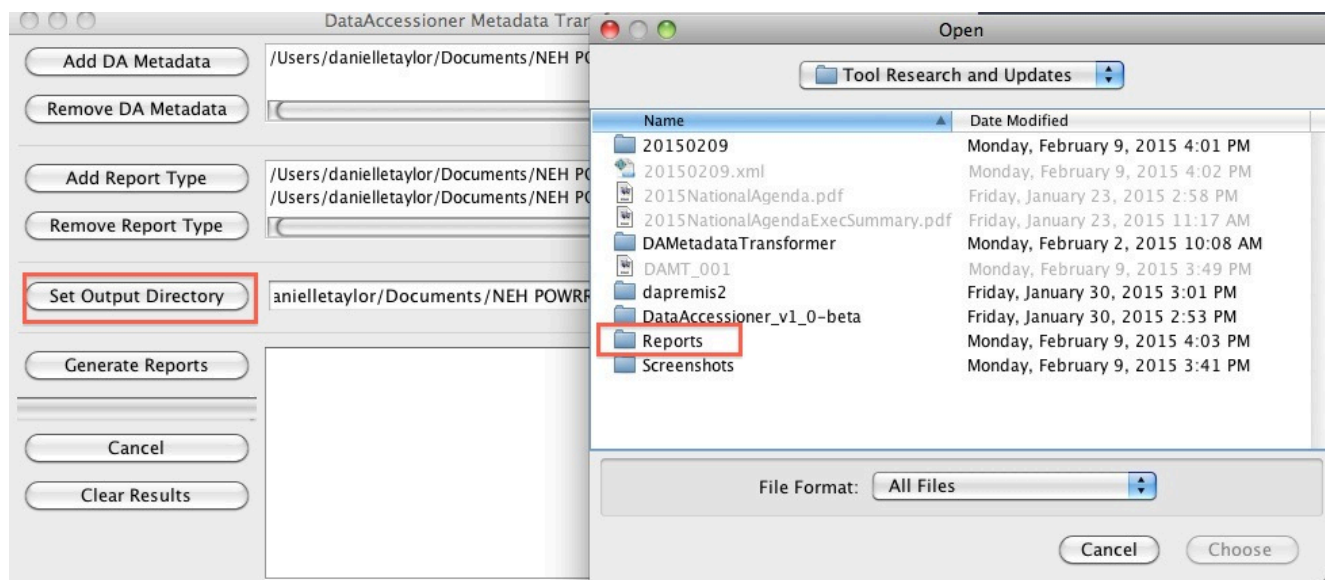 DataAccessioner Metadata Tra
Add DA Metadata
/Users/danielletaylor/Documents/NEH P
Remove DA Metadata
Add Report Type
/Users/danielletaylor/Documents/NEH P
/Users/danielletaylor/Documents/NEH P
Remove Report Type
Set Output Directory
anielletaylor/Documents/NEH POWRR
Generate Reports
Cancel
Clear Results
Open
Tool Research and Updates
Name Date Modified
20150209 Monday, February 9, 2015 4:01 PM
20150209.xml Monday, February 9, 2015 4:02 PM
2015NationalAgenda.pdf Friday, January 23, 2015 2:58 PM
2015NationalAgendaExecSummary.pdf Friday, January 23, 2015 11:17 AM
DAMetadataTransformer Monday, February 2, 2015 10:08 AM
DAMT_001 Monday, February 9, 2015 3:49 PM
dapremis2 Friday, January 30, 2015 3:01 PM
DataAccessioner_v1_0-beta Friday, January 30, 2015 2:53 PM
Reports Monday, February 9, 2015 4:03 PM
Screenshots Monday, February 9, 2015 3:41 PM
File Format: All Files
Cancel Choose